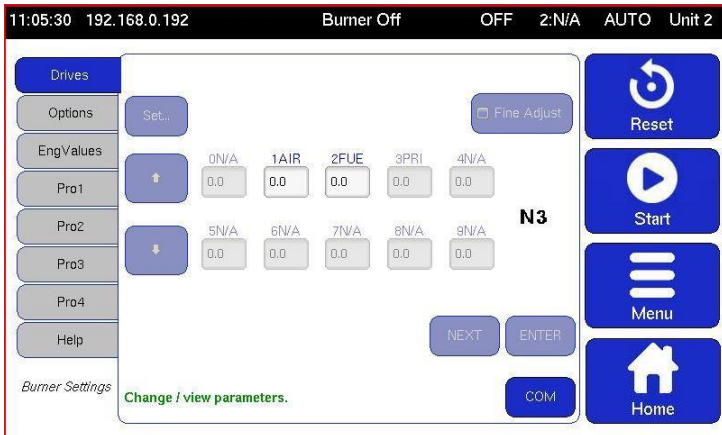 11:05:30 192.168.0.192 Burner Off OFF 2:N/A AUTO Unit 2
Drives
Options
EngValues
Pro1
Pro2
Pro3
Pro4
Help
Burner Settings
Set...
Fine Adjust
0N/A 1AIR 2FUE 3PRI 4N/A
0.0 0.0 0.0 0.0 0.0
N3
5N/A 6N/A 7N/A 8N/A 9N/A
0.0 0.0 0.0 0.0 0.0
NEXT ENTER
Change / view parameters.
COM
Reset
Start
Menu
Home